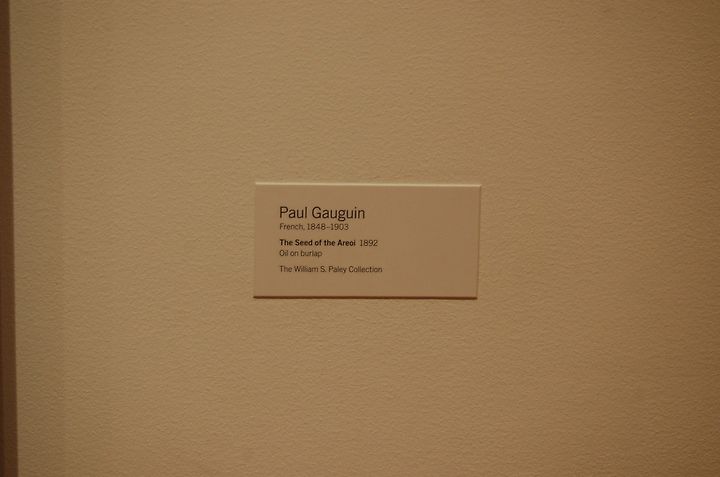 Paul Gauguin
French, 1848–1903
The Seed of the Areoi 1892
Oil on burlap
The William S. Paley Collection